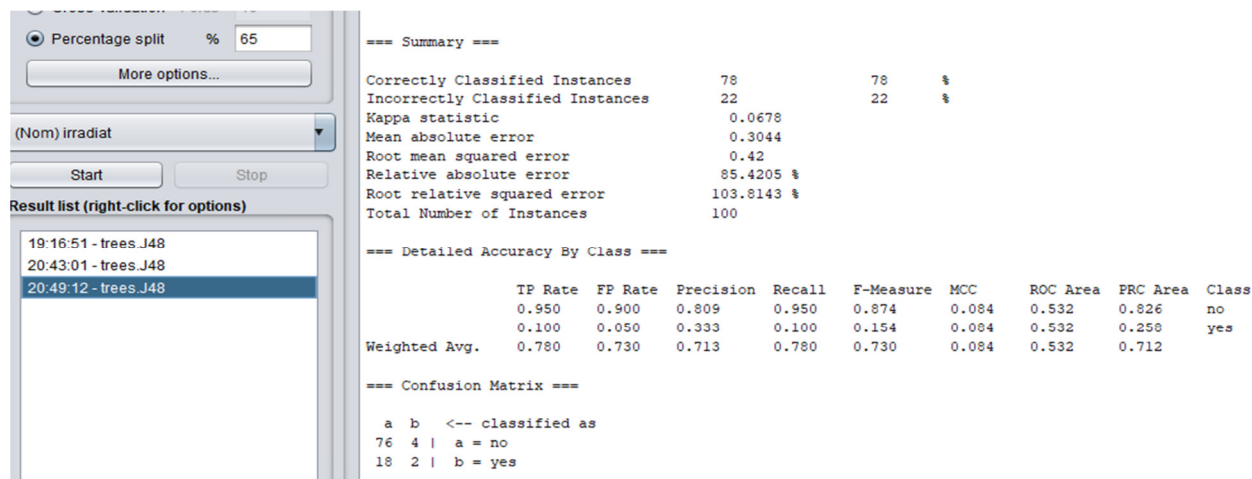 Percentage split % 65
More options...
(Nom) irradiat
Start Stop
Result list (right-click for options)
19:16:51 - trees.J48
20:43:01 - trees.J48
20:49:12 - trees.J48
=== Summary ===
Correctly Classified Instances 78 78 %
Incorrectly Classified Instances 22 22 %
Kappa statistic 0.0678
Mean absolute error 0.3044
Root mean squared error 0.42
Relative absolute error 85.4205 %
Root relative squared error 103.8143 %
Total Number of Instances 100
=== Detailed Accuracy By Class ===
TP Rate FP Rate Precision Recall F-Measure MCC ROC Area PRC Area Class
0.950 0.900 0.809 0.950 0.874 0.084 0.532 0.826 no
0.100 0.050 0.333 0.100 0.154 0.084 0.532 0.258 yes
Weighted Avg. 0.780 0.730 0.713 0.780 0.730 0.084 0.532 0.712
=== Confusion Matrix ===
a b <-- classified as
76 4 | a = no
18 2 | b = yes